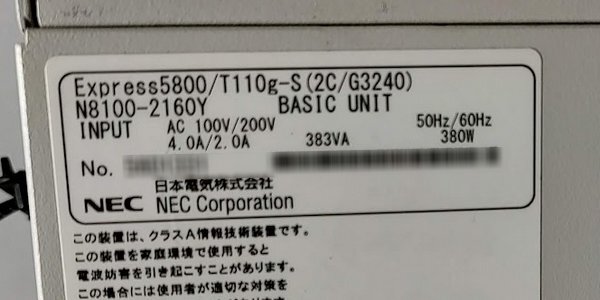 Express5800/T110g-S(2C/G3240)
N8100-2160Y BASIC UNIT
INPUT AC 100V/200V 50Hz/60Hz
4.0A/2.0A 383VA 380W
No.
日本電気株式会社
NEC NEC Corporation
この装置は、クラスA情報技術装置です。
この装置を家庭環境で使用すると
電波妨害を引き起こすことがあります。
この場合には使用者が適切な対策を